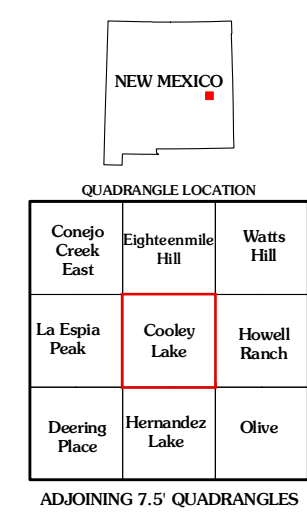 NEW MEXICO
QUADRANGLE LOCATION
Conejo
Creek
East
Eighteenmile
Hill
Watts
Hill
La Espia
Peak
Cooley
Lake
Howell
Ranch
Deering
Place
Hernandez
Lake
Olive
ADJOINING 7.5' QUADRANGLES